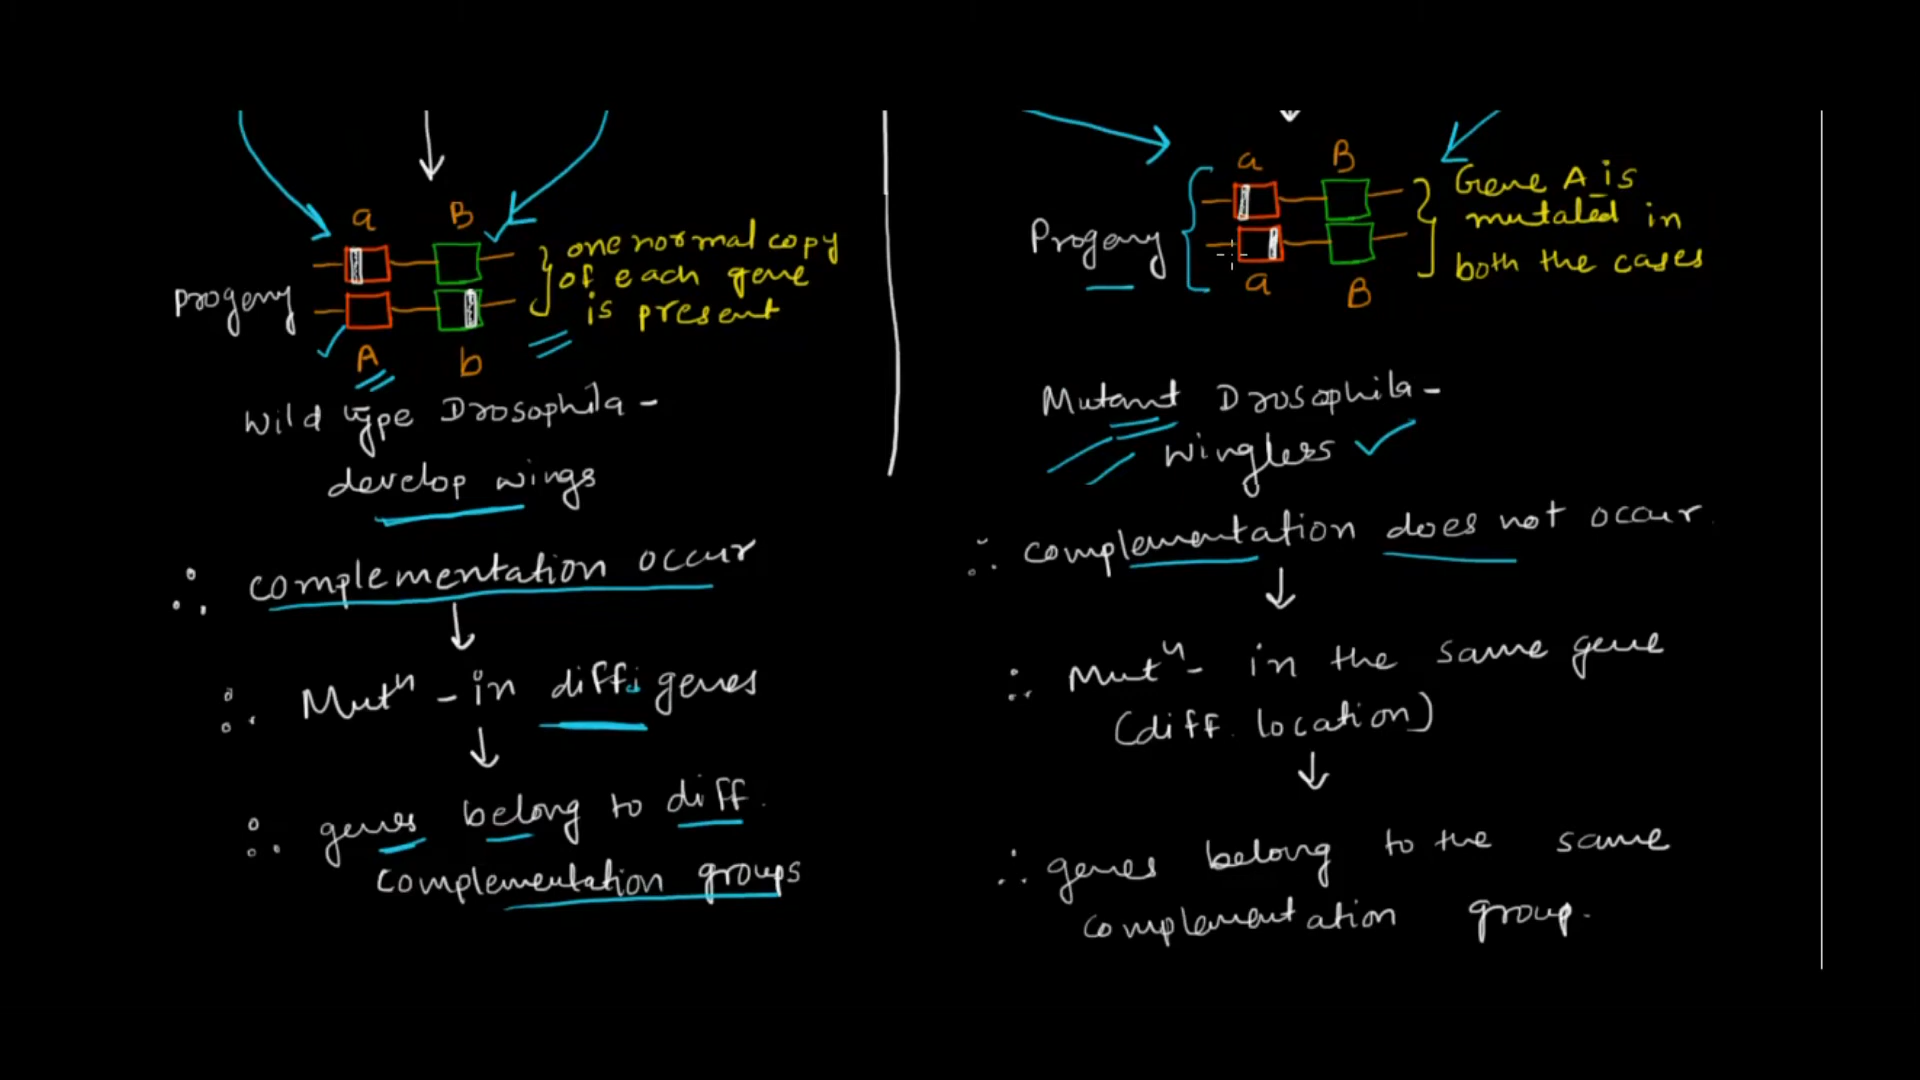 a B
Progeny
A b
one normal copy
of each gene
is present
Wild type Drosophila -
develop wings
∴ complementation occur
∴ Mutⁿ - in diff. genes
∴ genes belong to diff.
complementation groups
a B
Progeny
a B
Gene A is
mutated in
both the cases
Mutant Drosophila -
wingless
∴ complementation does not occur.
∴ Mutⁿ - in the same gene
(diff. location)
∴ genes belong to the same
complementation group.